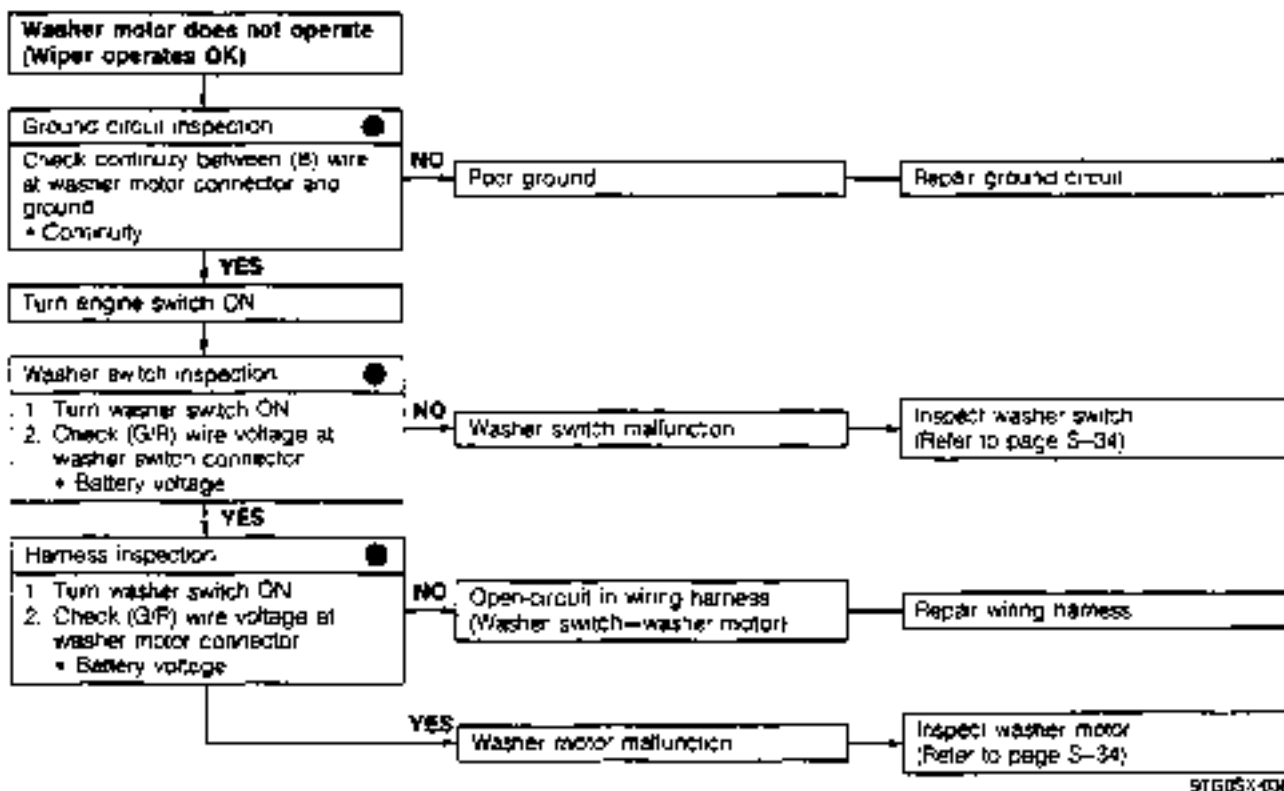 Washer motor does not operate
(Wiper operates OK)
Ground circuit inspection
Check continuity between (B) wire
at washer motor connector and
ground
• Continuity
NO
Poor ground
Repair ground circuit
YES
Turn engine switch ON
Washer switch inspection
1 Turn washer switch ON
2. Check (G/R) wire voltage at
washer switch connector
• Battery voltage
NO
Washer switch malfunction
Inspect washer switch
(Refer to page S–34)
YES
Harness inspection
1 Turn washer switch ON
2. Check (G/R) wire voltage at
washer motor connector
• Battery voltage
NO
Open-circuit in wiring harness
(Washer switch—washer motor)
Repair wiring harness
YES
Washer motor malfunction
Inspect washer motor
(Refer to page S–34)